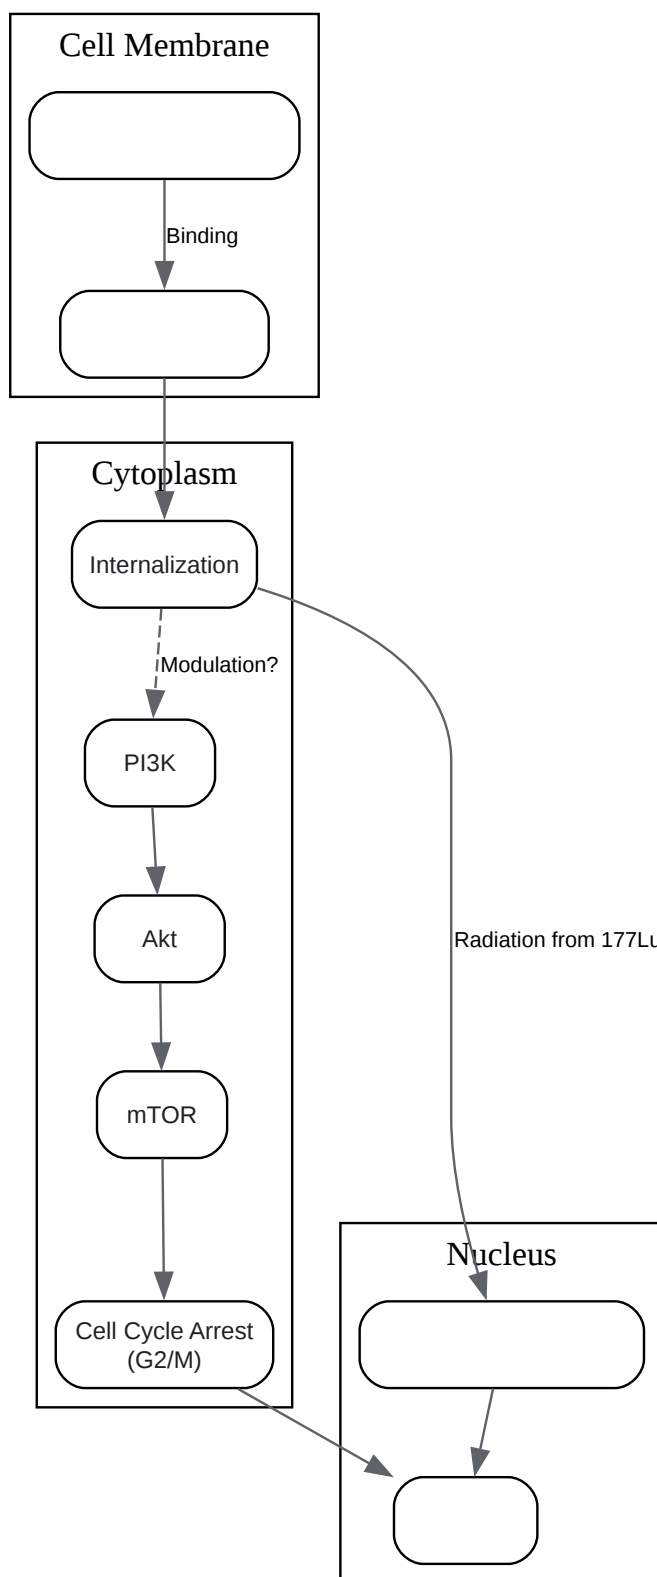 Cell Membrane
Binding
Cytoplasm
Internalization
Modulation?
PI3K
Akt
Radiation from 177Lu
mTOR
Nucleus
Cell Cycle Arrest
(G2/M)